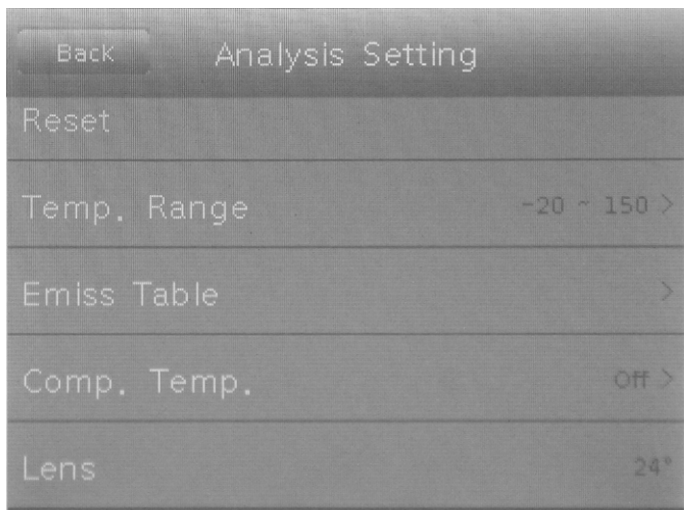 Back
Analysis Setting
Reset
Temp. Range
-20 ~ 150 >
Emiss Table
>
Comp. Temp.
Off >
Lens
24°